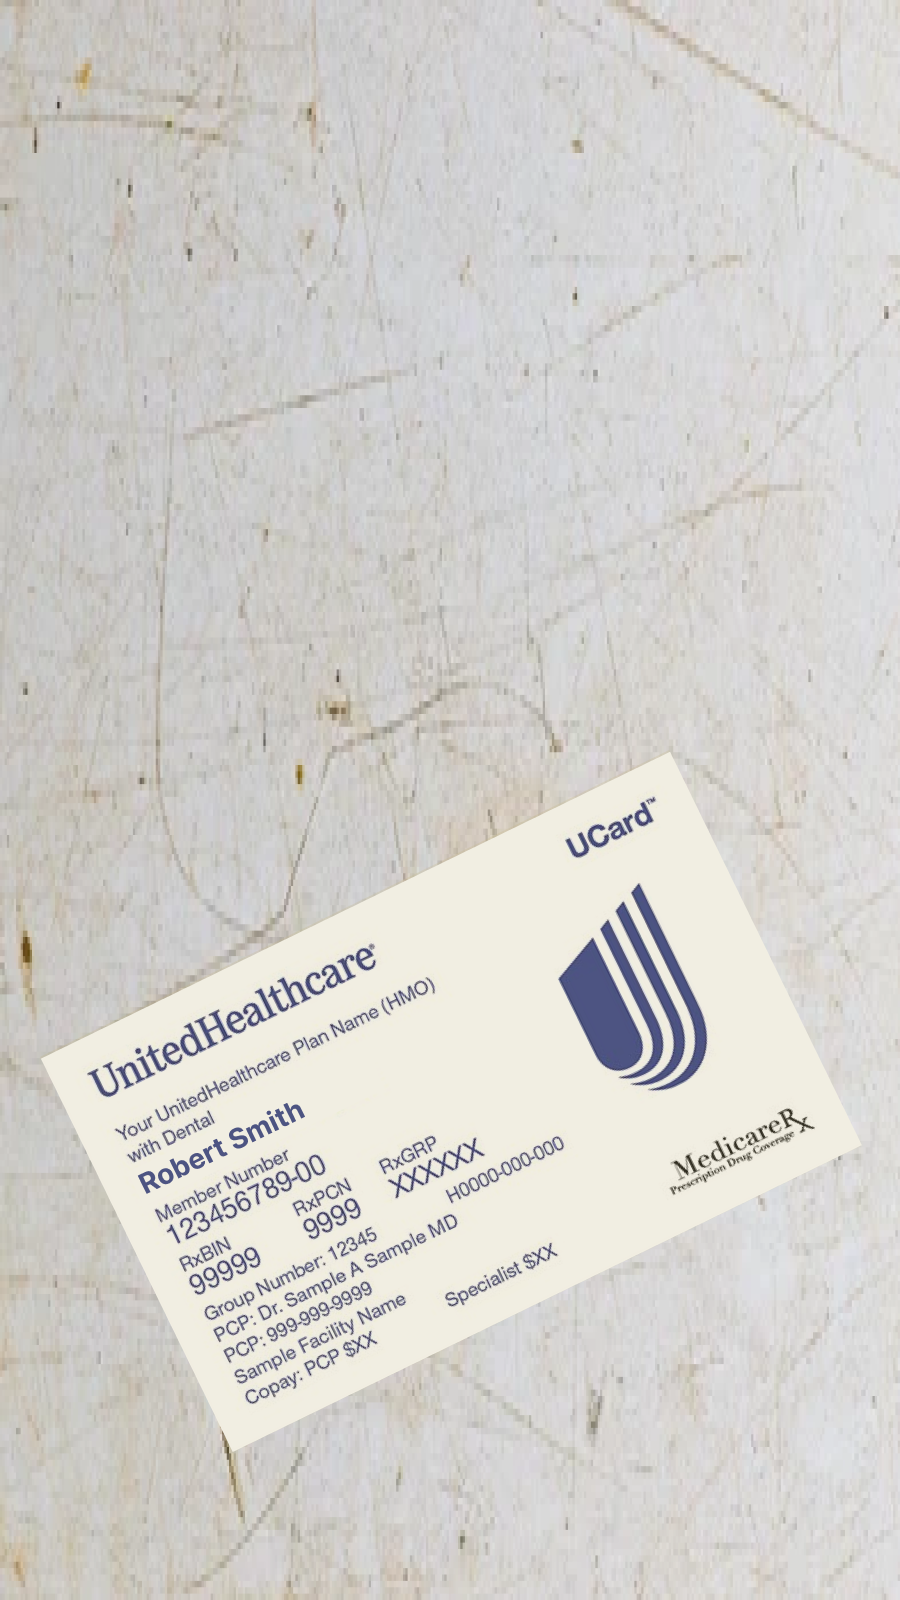 UCard™
UnitedHealthcare®
Your UnitedHealthcare Plan Name (HMO)
with Dental
Robert Smith
Member Number
123456789-00
RxBIN RxPCN RxGRP
99999 9999 XXXXXX
Group Number: 12345 H0000-000-000
PCP: Dr. Sample A Sample MD
PCP: 999-999-9999
Sample Facility Name
Copay: PCP $XX Specialist $XX
MedicareRx
Prescription Drug Coverage